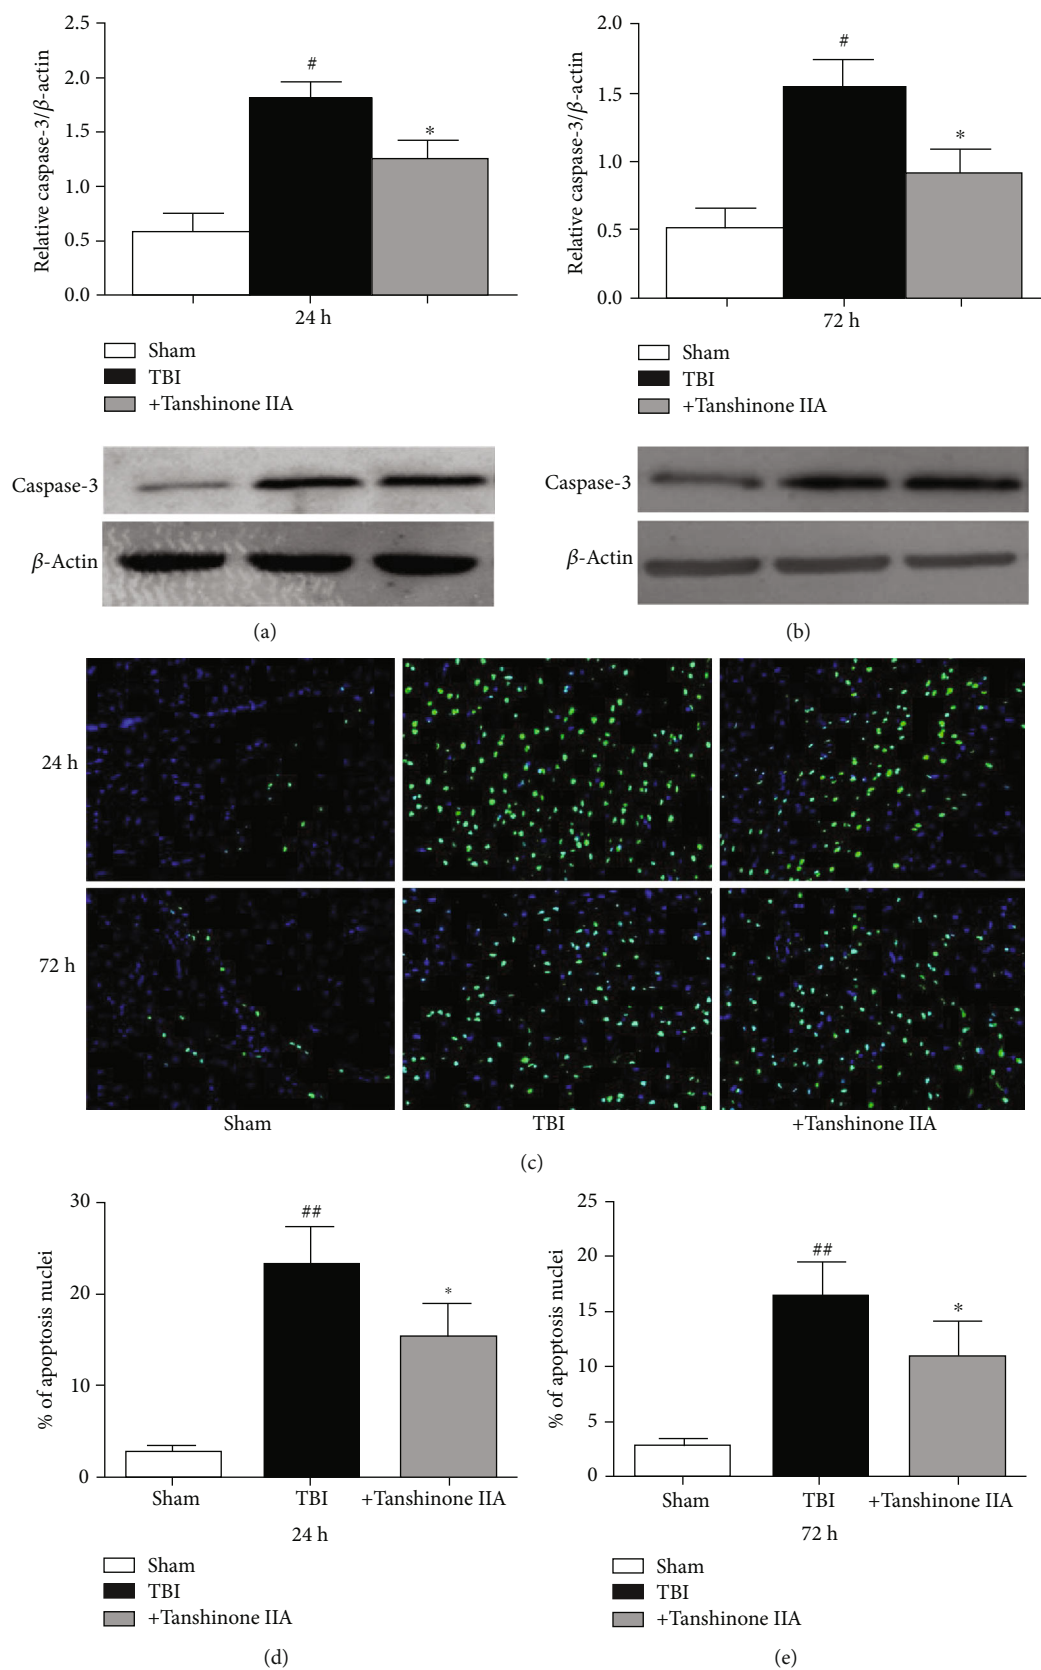 2.5
2.0
1.5
1.0
0.5
0.0
Relative caspase-3/β-actin
#
*
24 h
Sham
TBI
+Tanshinone IIA
Caspase-3
β-Actin
(a)
2.0
1.5
1.0
0.5
0.0
Relative caspase-3/β-actin
#
*
72 h
Sham
TBI
+Tanshinone IIA
Caspase-3
β-Actin
(b)
24 h
72 h
Sham TBI +Tanshinone IIA
(c)
30
20
10
0
% of apoptosis nuclei
##
*
Sham TBI +Tanshinone IIA
24 h
Sham
TBI
+Tanshinone IIA
(d)
25
20
15
10
5
0
% of apoptosis nuclei
##
*
Sham TBI +Tanshinone IIA
72 h
Sham
TBI
+Tanshinone IIA
(e)